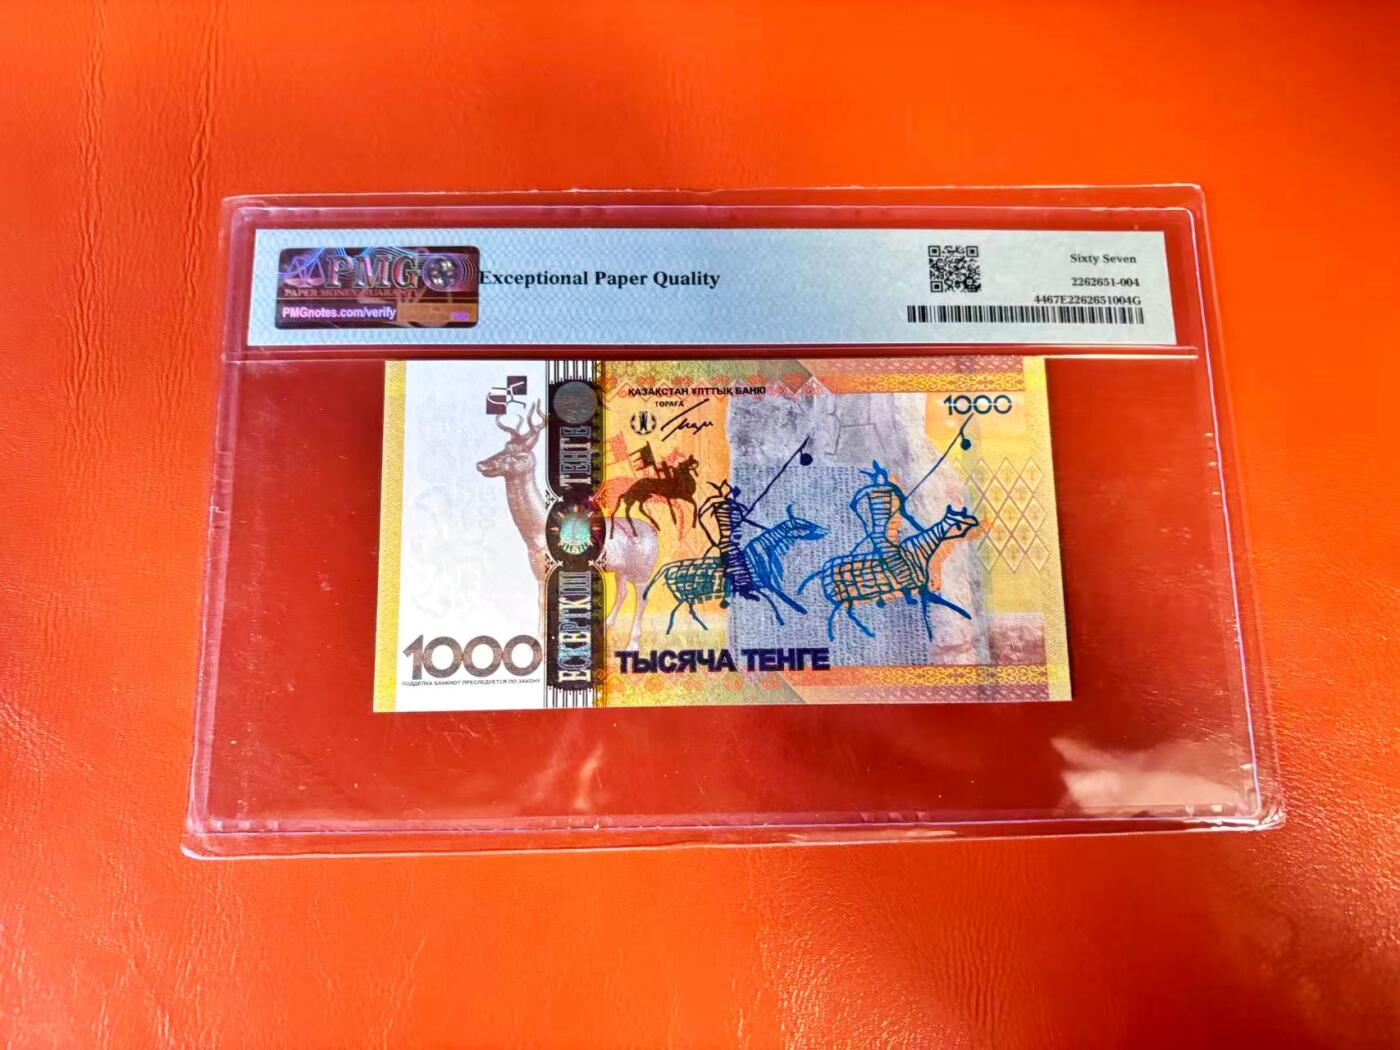 PMG
PAPER MONEY GUARANTY
PMGnotes.com/verify
Exceptional Paper Quality
Sixty Seven
2262651-004
4467E2262651004G
ҚАЗАҚСТАН ҰЛТТЫҚ БАНКІ
ТӨРАҒА
1000
ЕСКЕРТКІШ ТЕҢГЕ
1000
ПОДДЕЛКА БАНКНОТ ПРЕСЛЕДУЕТСЯ ПО ЗАКОНУ
ТЫСЯЧА ТЕНГЕ